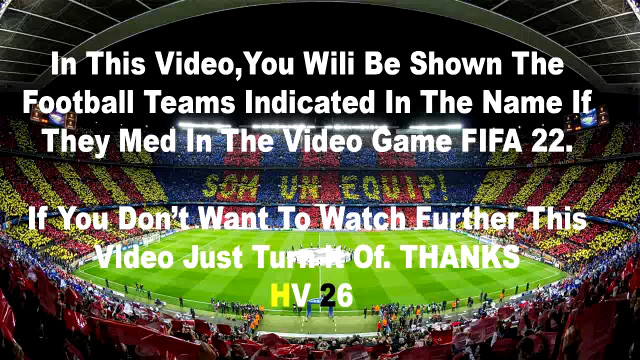 In This Video,You Wili Be Shown The
Football Teams Indicated In The Name If
They Med In The Video Game FIFA 22.
SOM UN EQUIP!
If You Don't Want To Watch Further This
Video Just Turn It Of. THANKS
HV 26